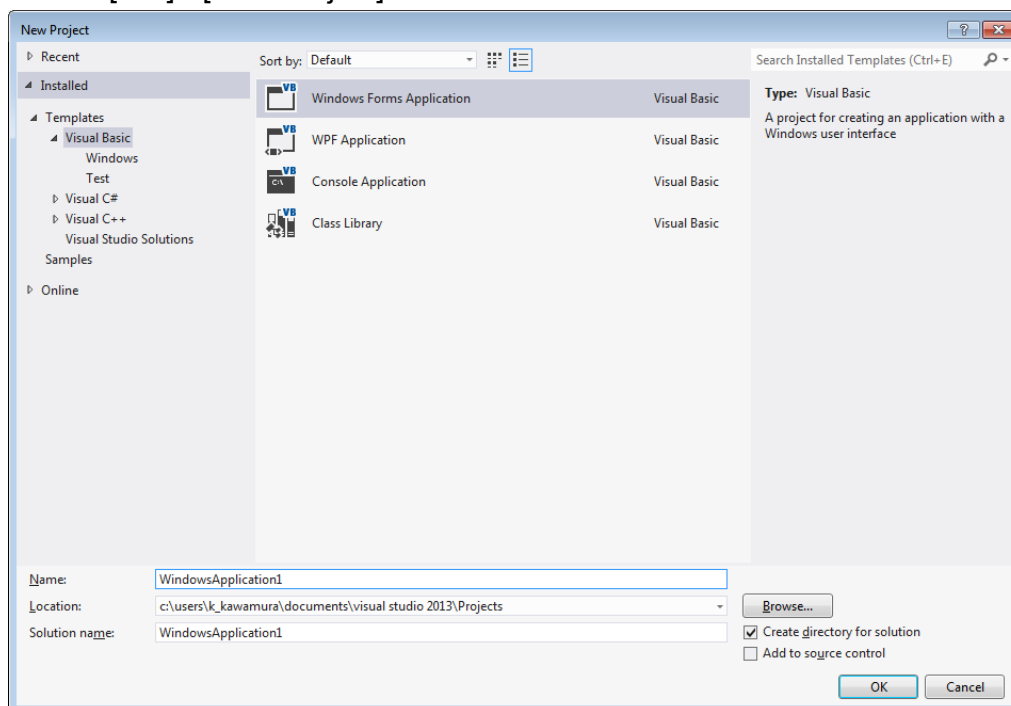 New Project
Recent
Installed
Templates
Visual Basic
Windows
Test
Visual C#
Visual C++
Visual Studio Solutions
Samples
Online
Sort by: Default
VB Windows Forms Application Visual Basic
VB WPF Application Visual Basic
VB C:\ Console Application Visual Basic
VB Class Library Visual Basic
Search Installed Templates (Ctrl+E)
Type: Visual Basic
A project for creating an application with a
Windows user interface
Name: WindowsApplication1
Location: c:\users\k_kawamura\documents\visual studio 2013\Projects
Browse...
Solution name: WindowsApplication1
Create directory for solution
Add to source control
OK Cancel